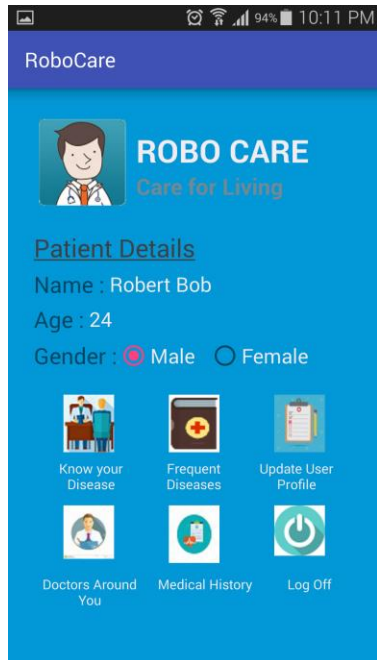 94% 10:11 PM
RoboCare
ROBO CARE
Care for Living
Patient Details
Name : Robert Bob
Age : 24
Gender : Male Female
Know your Disease
Frequent Diseases
Update User Profile
Doctors Around You
Medical History
Log Off